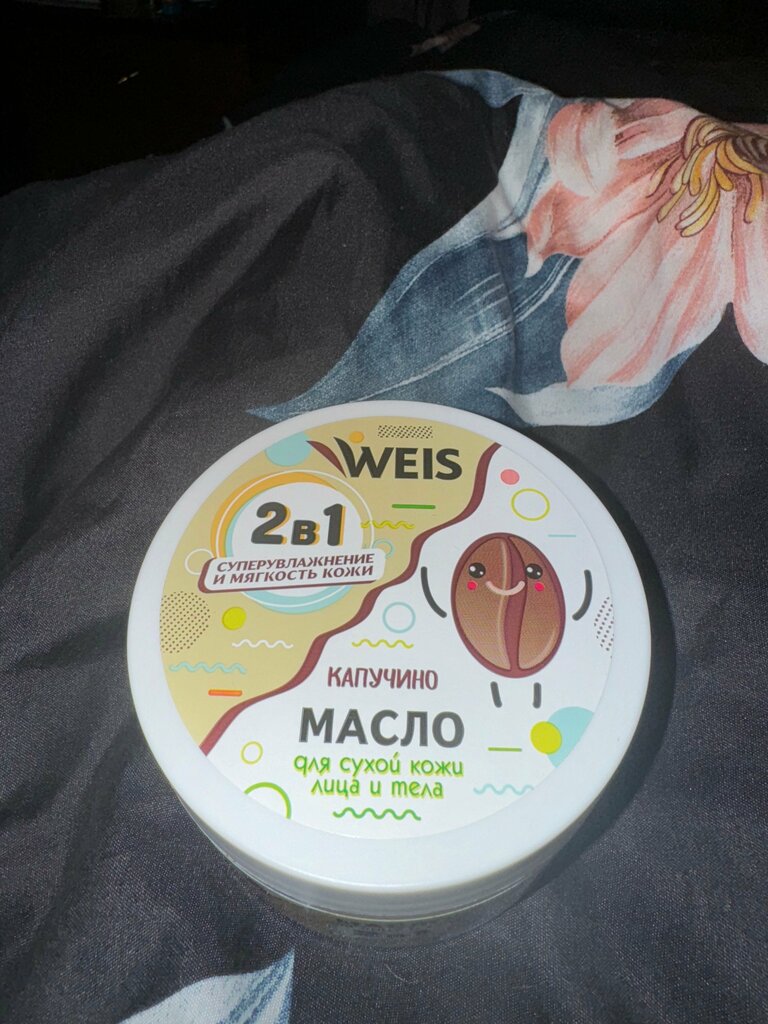 WEIS
2в1
СУПЕРУВЛАЖНЕНИЕ
И МЯГКОСТЬ КОЖИ
КАПУЧИНО
МАСЛО
для сухой кожи
лица и тела